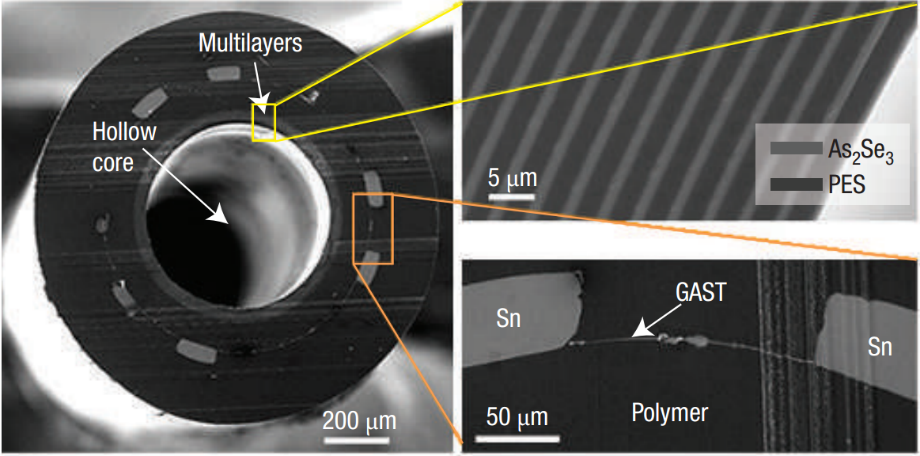 Multilayers
Hollow
core
200 μm
5 μm
As₂Se₃
PES
Sn
GAST
Sn
50 μm
Polymer